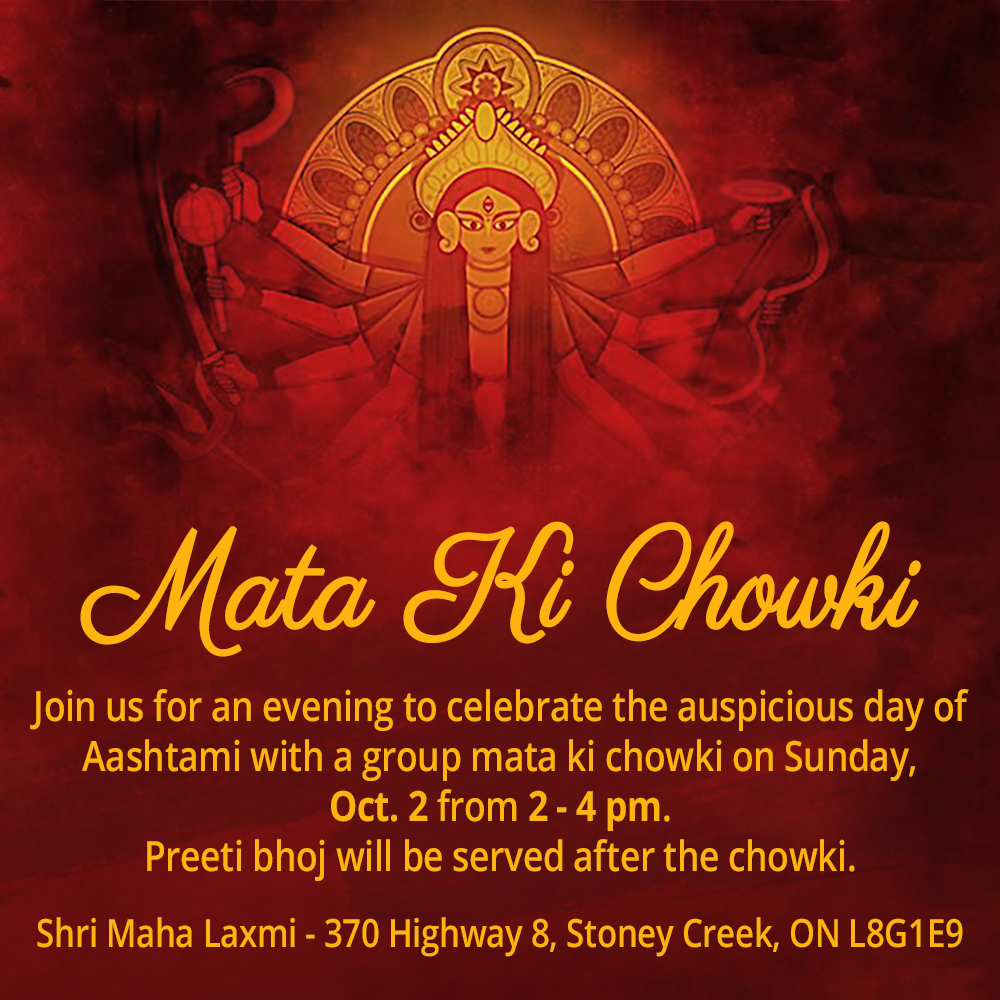 Mata Ki Chowki
Join us for an evening to celebrate the auspicious day of
Aashtami with a group mata ki chowki on Sunday,
Oct. 2 from 2 - 4 pm.
Preeti bhoj will be served after the chowki.
Shri Maha Laxmi - 370 Highway 8, Stoney Creek, ON L8G1E9